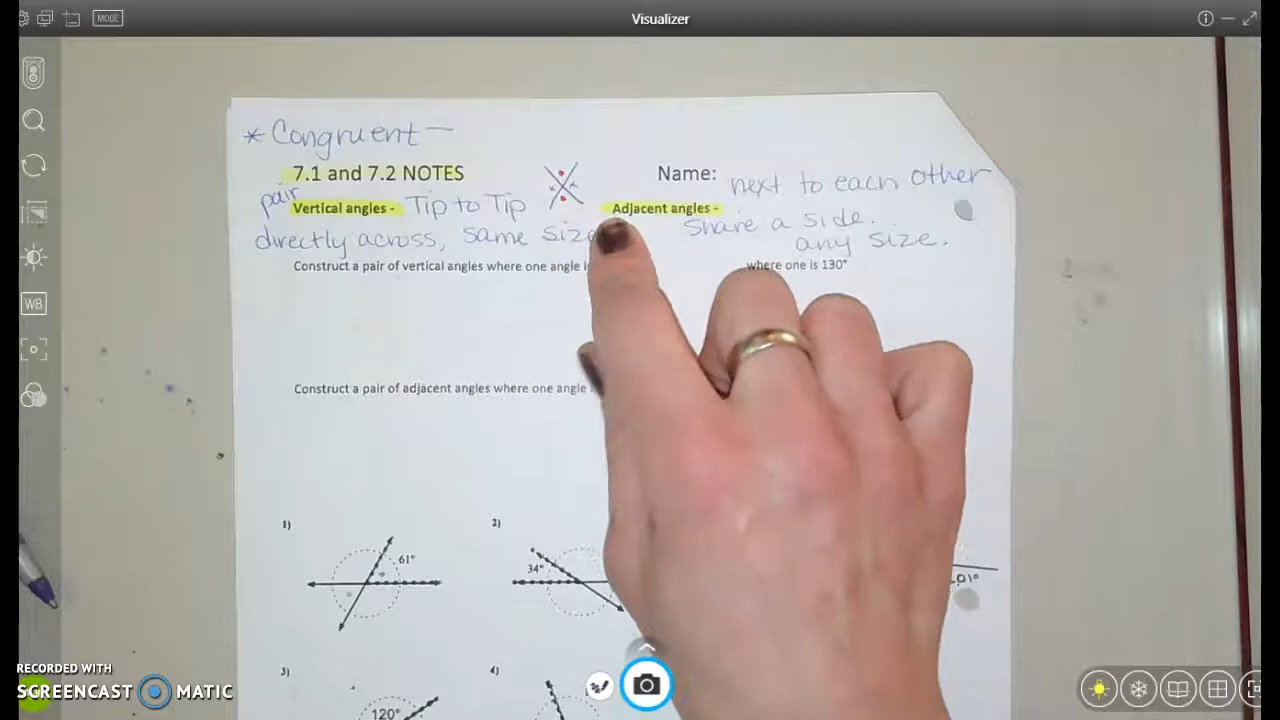 MODE
Visualizer
WB
* Congruent —
7.1 and 7.2 NOTES
Name: next to each other
pair
Vertical angles - Tip to Tip
Adjacent angles - share a side.
directly across, same size
any size.
Construct a pair of vertical angles where one angle
where one is 130°
Construct a pair of adjacent angles where one angle
1)
2)
61°
34°
3)
4)
120°
RECORDED WITH
SCREENCAST MATIC